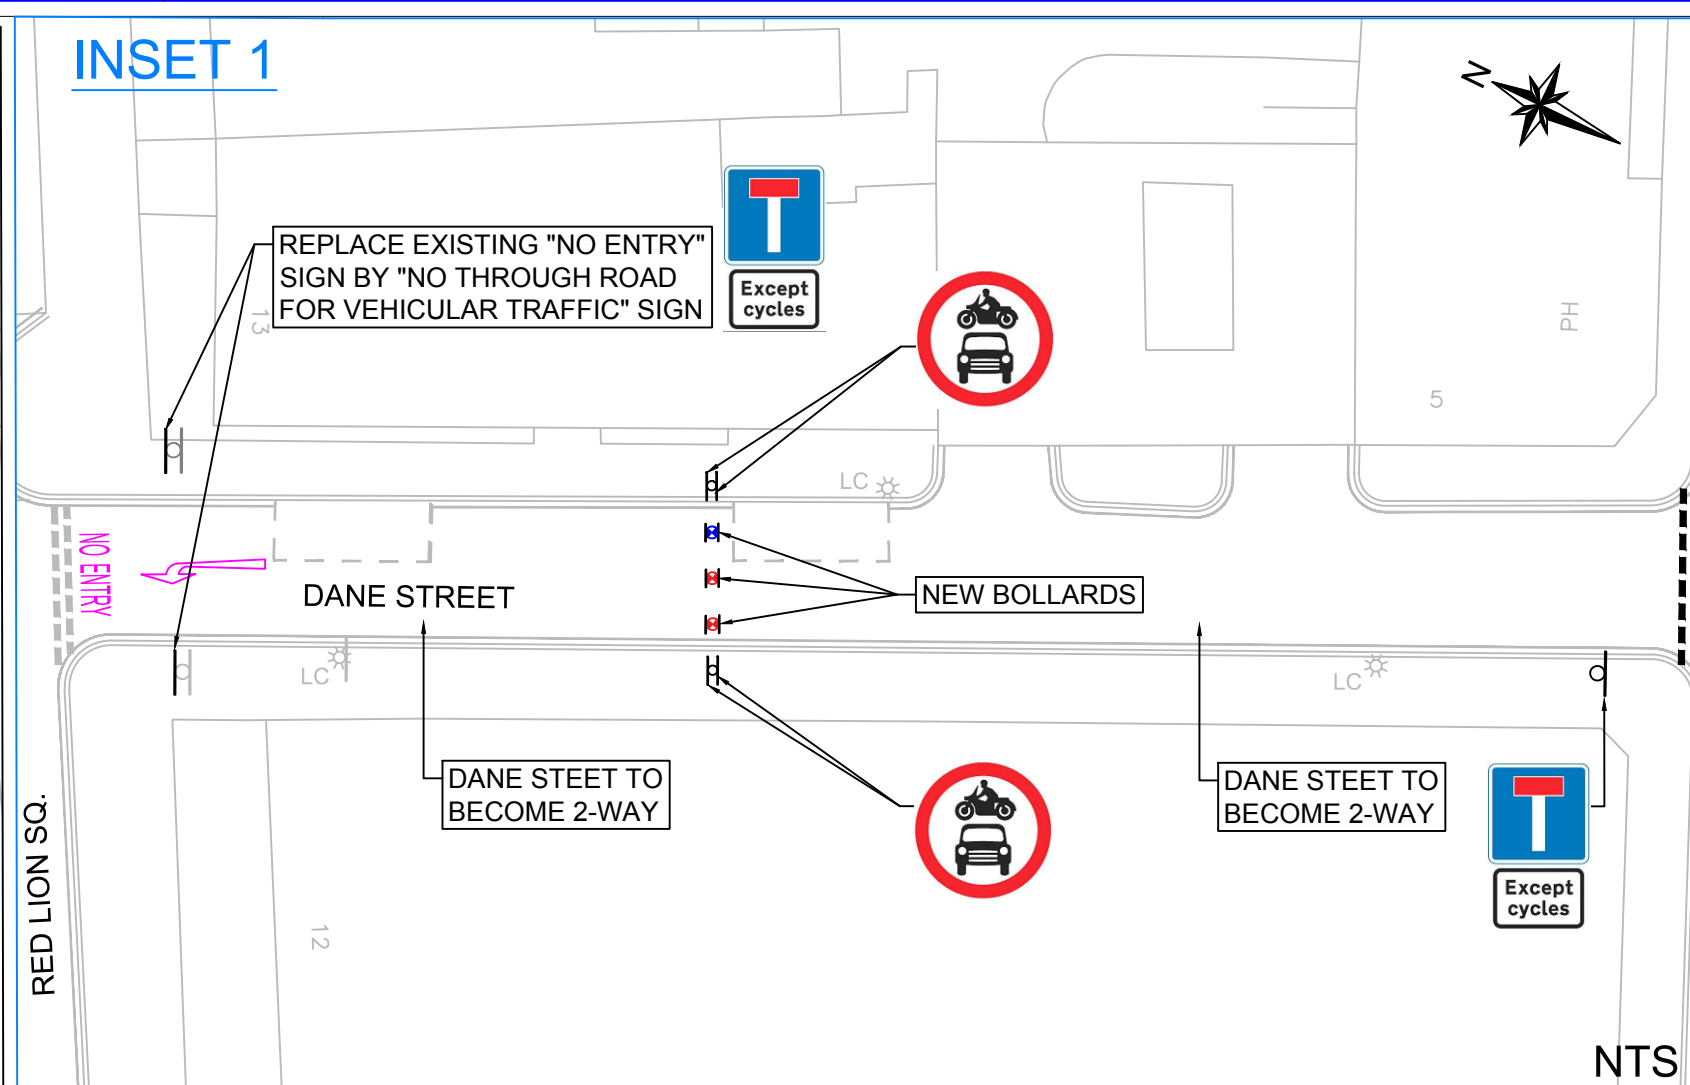 INSET 1
N
REPLACE EXISTING "NO ENTRY"
SIGN BY "NO THROUGH ROAD
FOR VEHICULAR TRAFFIC" SIGN
Except
cycles
13
PH
5
LC
NO ENTRY
DANE STREET
NEW BOLLARDS
LC
LC
DANE STEET TO
BECOME 2-WAY
DANE STEET TO
BECOME 2-WAY
Except
cycles
RED LION SQ.
12
NTS